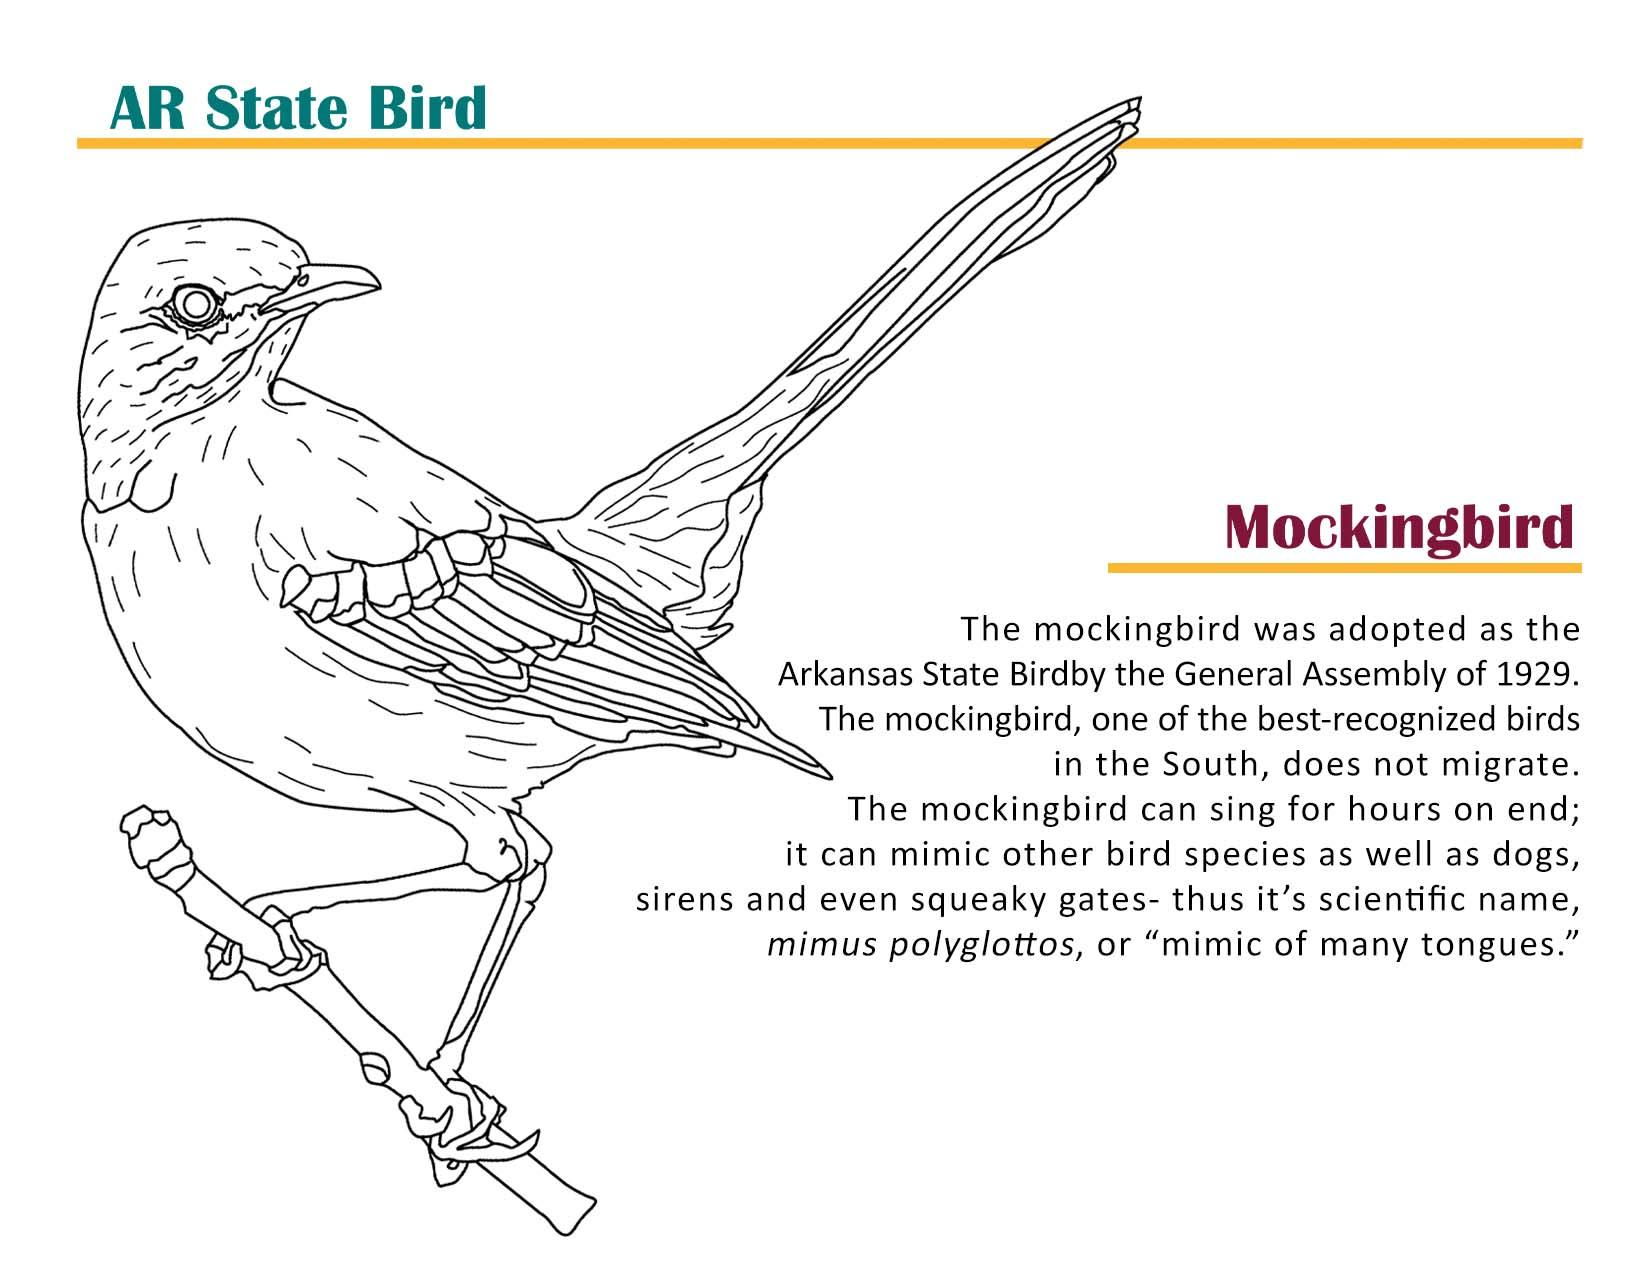 AR State Bird
Mockingbird
The mockingbird was adopted as the
Arkansas State Birdby the General Assembly of 1929.
The mockingbird, one of the best-recognized birds
in the South, does not migrate.
The mockingbird can sing for hours on end;
it can mimic other bird species as well as dogs,
sirens and even squeaky gates- thus it’s scientific name,
mimus polyglottos, or “mimic of many tongues.”